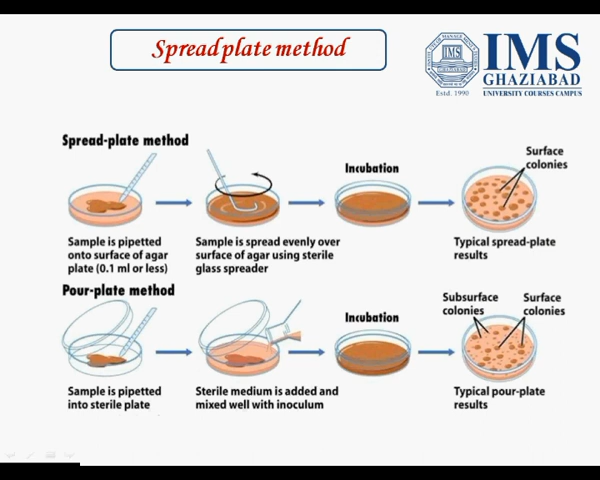 Spread plate method
IMS
GHAZIABAD
Estd. 1990
UNIVERSITY COURSES CAMPUS
Spread-plate method
Incubation
Surface
colonies
Sample is pipetted
onto surface of agar
plate (0.1 ml or less)
Sample is spread evenly over
surface of agar using sterile
glass spreader
Typical spread-plate
results
Pour-plate method
Incubation
Subsurface
colonies
Surface
colonies
Sample is pipetted
into sterile plate
Sterile medium is added and
mixed well with inoculum
Typical pour-plate
results